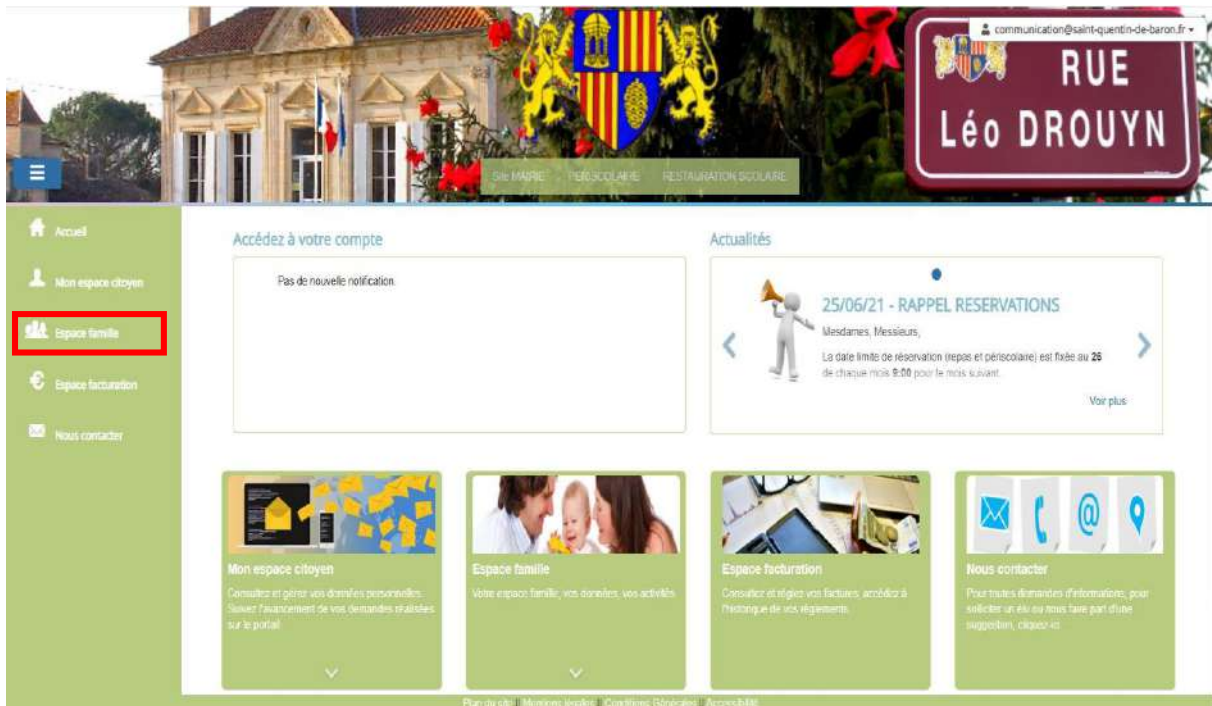 communication@saint-quentin-de-baron.fr
RUE
Léo DROUYN
Site MAIRIE PERISCOLAIRE RESTAURATION SCOLAIRE
Accueil
Mon espace citoyen
Espace famille
Espace facturation
Nous contacter
Accédez à votre compte
Pas de nouvelle notification.
Actualités
25/06/21 - RAPPEL RESERVATIONS
Mesdames, Messieurs,
La date limite de réservation (repas et périscolaire) est fixée au 25
de chaque mois 9:00 pour le mois suivant.
Voir plus
Mon espace citoyen
Consultez et gérez vos données personnelles.
Suivez l'avancement de vos demandes réalisées
sur le portail
Espace famille
Votre espace famille, vos données, vos activités
Espace facturation
Consultez et réglez vos factures, accédez à
l'historique de vos règlements.
Nous contacter
Pour toutes demandes d'informations, pour
solliciter un élu ou nous faire part d'une
suggestion, cliquez-ici
Plan du site || Mentions légales || Conditions Générales || Accessibilité